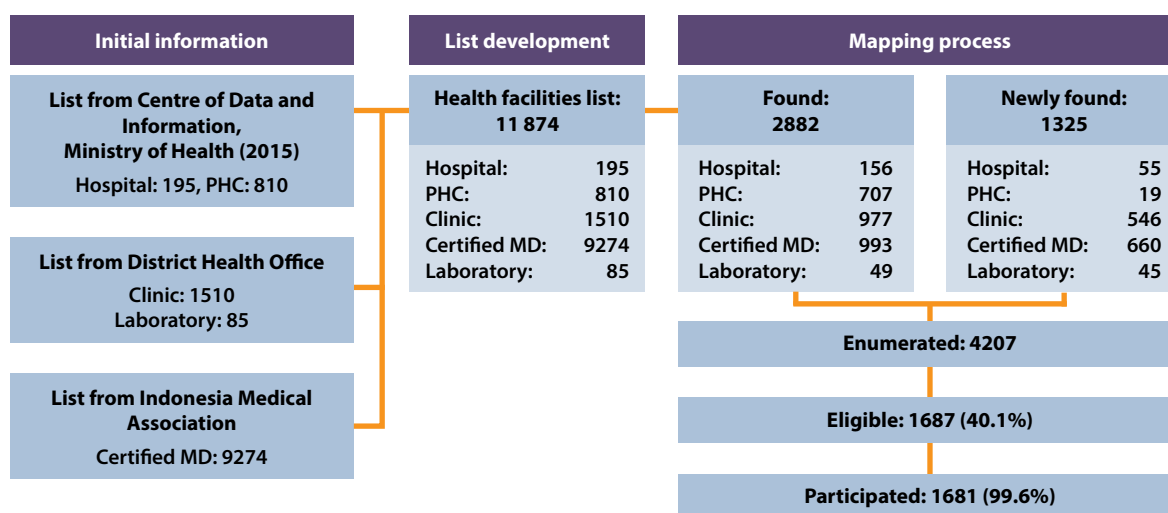 Initial information
List from Centre of Data and
Information,
Ministry of Health (2015)
Hospital: 195, PHC: 810
List from District Health Office
Clinic: 1510
Laboratory: 85
List from Indonesia Medical
Association
Certified MD: 9274
List development
Health facilities list:
11 874
Hospital: 195
PHC: 810
Clinic: 1510
Certified MD: 9274
Laboratory: 85
Mapping process
Found:
2882
Hospital: 156
PHC: 707
Clinic: 977
Certified MD: 993
Laboratory: 49
Newly found:
1325
Hospital: 55
PHC: 19
Clinic: 546
Certified MD: 660
Laboratory: 45
Enumerated: 4207
Eligible: 1687 (40.1%)
Participated: 1681 (99.6%)